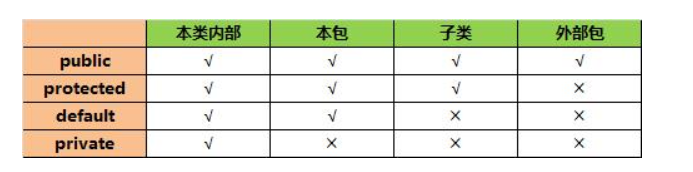 本类内部 本包 子类 外部包
public √ √ √ √
protected √ √ √ ×
default √ √ × ×
private √ × × ×